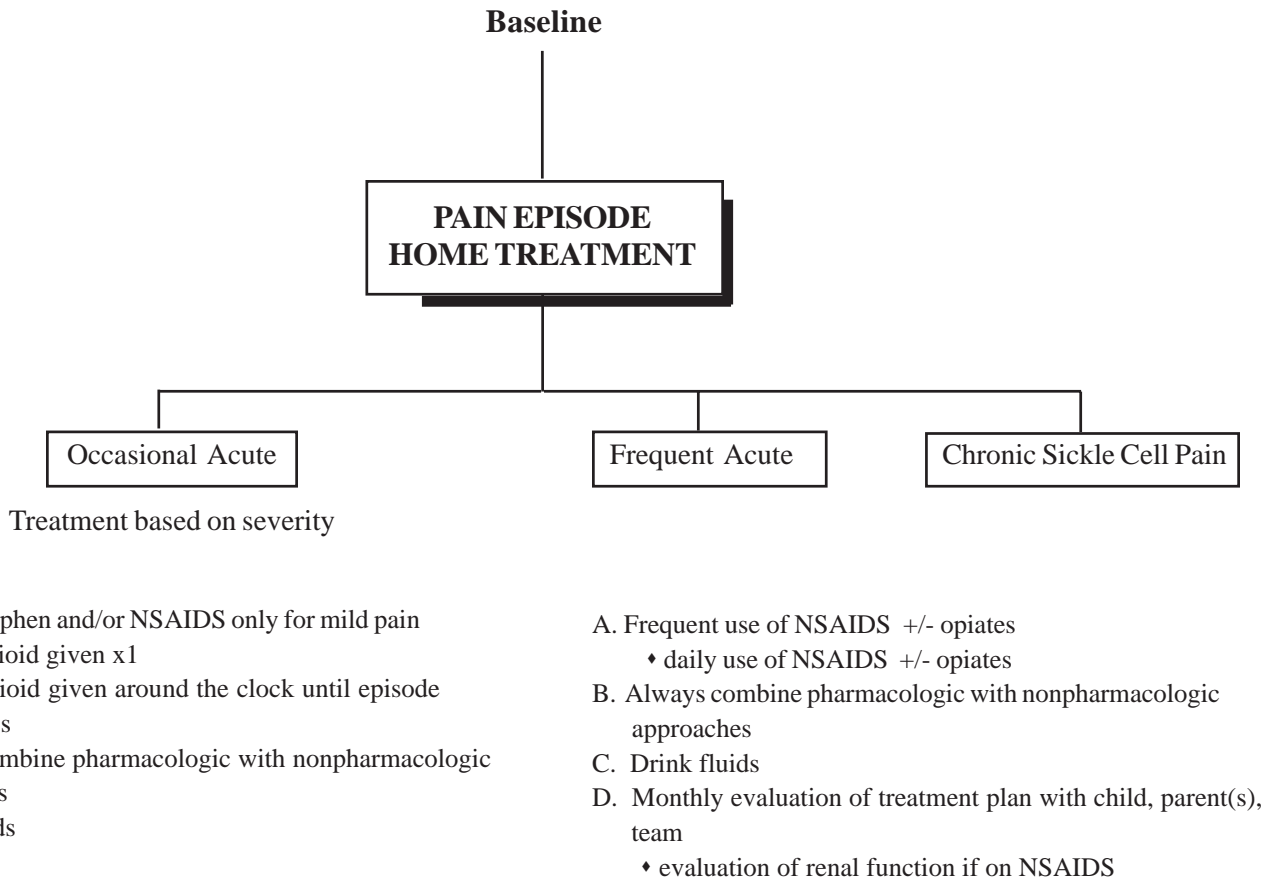 Baseline
PAIN EPISODE
HOME TREATMENT
Occasional Acute
Frequent Acute
Chronic Sickle Cell Pain
Treatment based on severity
phen and/or NSAIDS only for mild pain
ioid given x1
ioid given around the clock until episode
s
mbine pharmacologic with nonpharmacologic
s
ds
A. Frequent use of NSAIDS +/- opiates
♦ daily use of NSAIDS +/- opiates
B. Always combine pharmacologic with nonpharmacologic
approaches
C. Drink fluids
D. Monthly evaluation of treatment plan with child, parent(s),
team
♦ evaluation of renal function if on NSAIDS